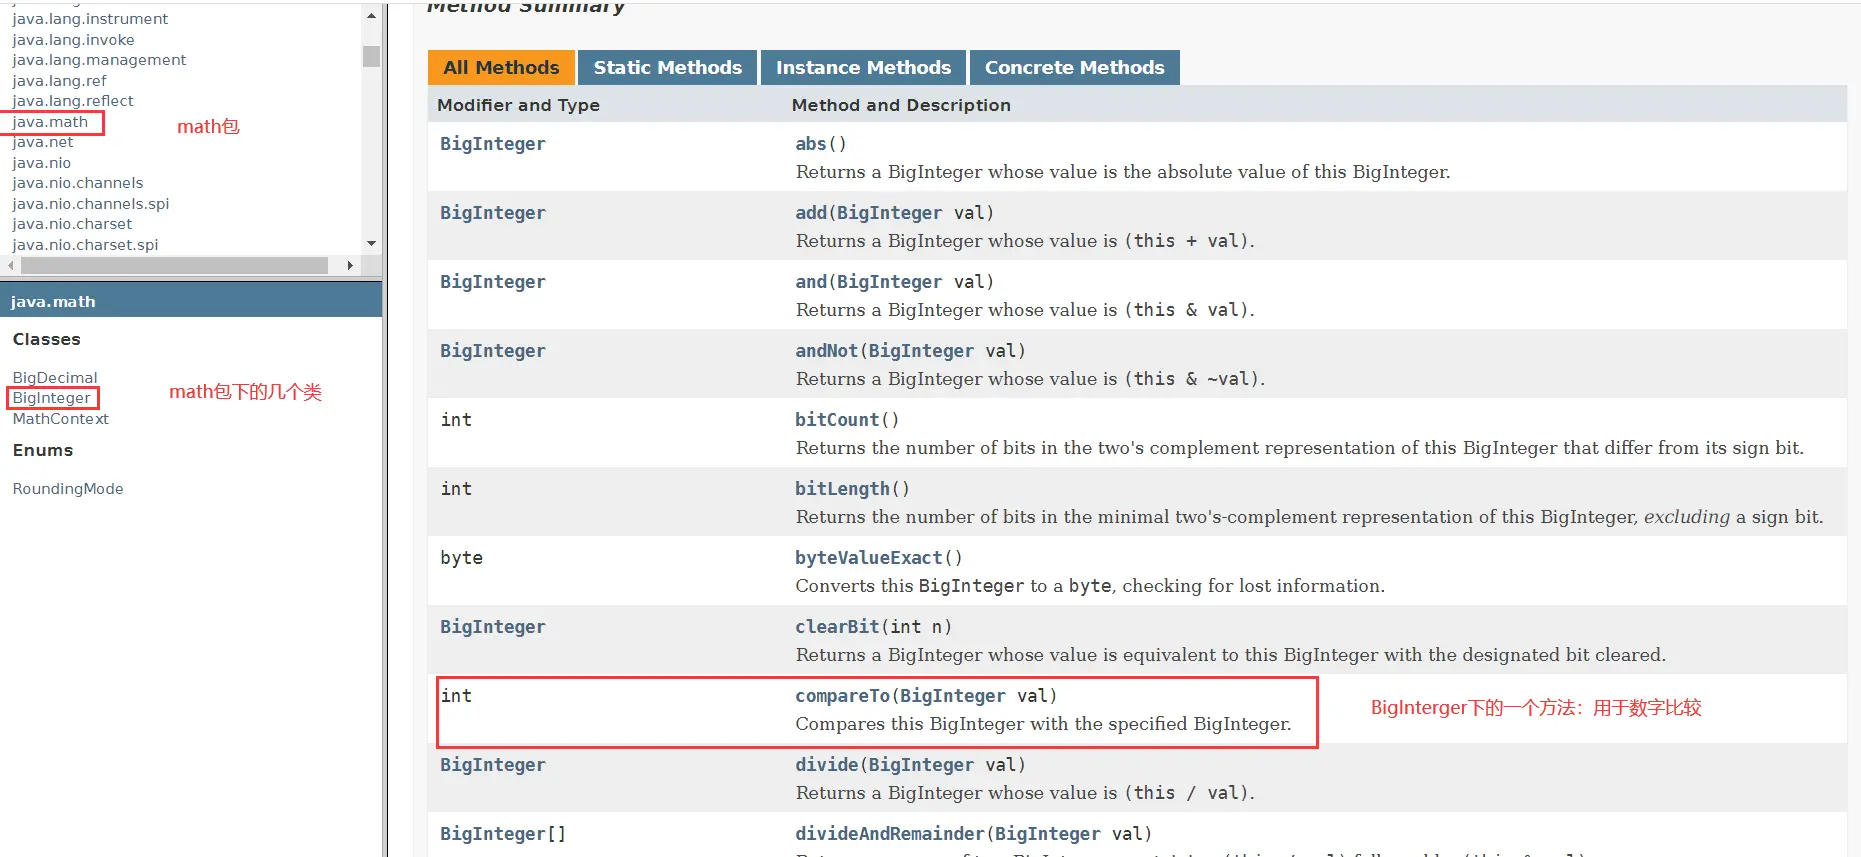 java.lang.instrument
java.lang.invoke
java.lang.management
java.lang.ref
java.lang.reflect
java.math
math包
java.net
java.nio
java.nio.channels
java.nio.channels.spi
java.nio.charset
java.nio.charset.spi
java.math
Classes
BigDecimal
BigInteger
math包下的几个类
MathContext
Enums
RoundingMode
Method Summary
All Methods Static Methods Instance Methods Concrete Methods
Modifier and Type Method and Description
BigInteger abs()
Returns a BigInteger whose value is the absolute value of this BigInteger.
BigInteger add(BigInteger val)
Returns a BigInteger whose value is (this + val).
BigInteger and(BigInteger val)
Returns a BigInteger whose value is (this & val).
BigInteger andNot(BigInteger val)
Returns a BigInteger whose value is (this & ~val).
int bitCount()
Returns the number of bits in the two's complement representation of this BigInteger that differ from its sign bit.
int bitLength()
Returns the number of bits in the minimal two's-complement representation of this BigInteger, excluding a sign bit.
byte byteValueExact()
Converts this BigInteger to a byte, checking for lost information.
BigInteger clearBit(int n)
Returns a BigInteger whose value is equivalent to this BigInteger with the designated bit cleared.
int compareTo(BigInteger val)
Compares this BigInteger with the specified BigInteger.
BigInterger下的一个方法：用于数字比较
BigInteger divide(BigInteger val)
Returns a BigInteger whose value is (this / val).
BigInteger[] divideAndRemainder(BigInteger val)